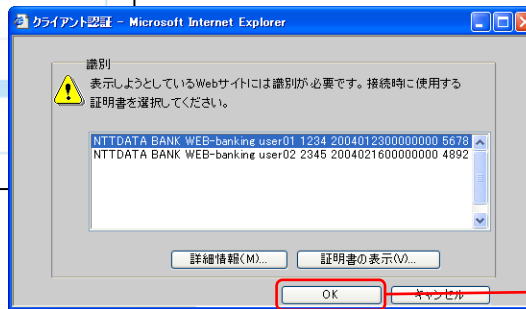 クライアント認証 - Microsoft Internet Explorer
識別
表示しようとしているWebサイトには識別が必要です。接続時に使用する
証明書を選択してください。
NTTDATA BANK WEB-banking user01 1234 2004012300000000 5678
NTTDATA BANK WEB-banking user02 2345 2004021600000000 4892
詳細情報(M)... 証明書の表示(V)...
OK キャンセル